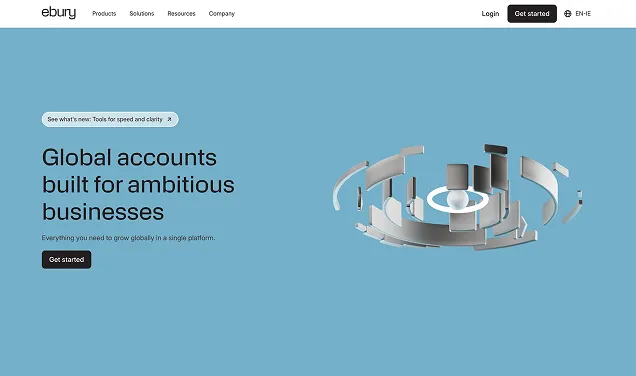 ebury
Products
Solutions
Resources
Company
Login
Get started
EN-IE
See what's new: Tools for speed and clarity
Global accounts
built for ambitious
businesses
Everything you need to grow globally in a single platform.
Get started